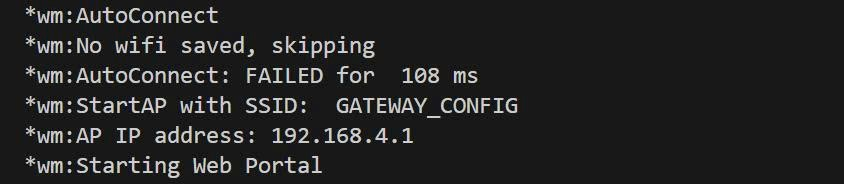 *wm:AutoConnect
*wm:No wifi saved, skipping
*wm:AutoConnect: FAILED for  108 ms
*wm:StartAP with SSID:  GATEWAY_CONFIG
*wm:AP IP address: 192.168.4.1
*wm:Starting Web Portal